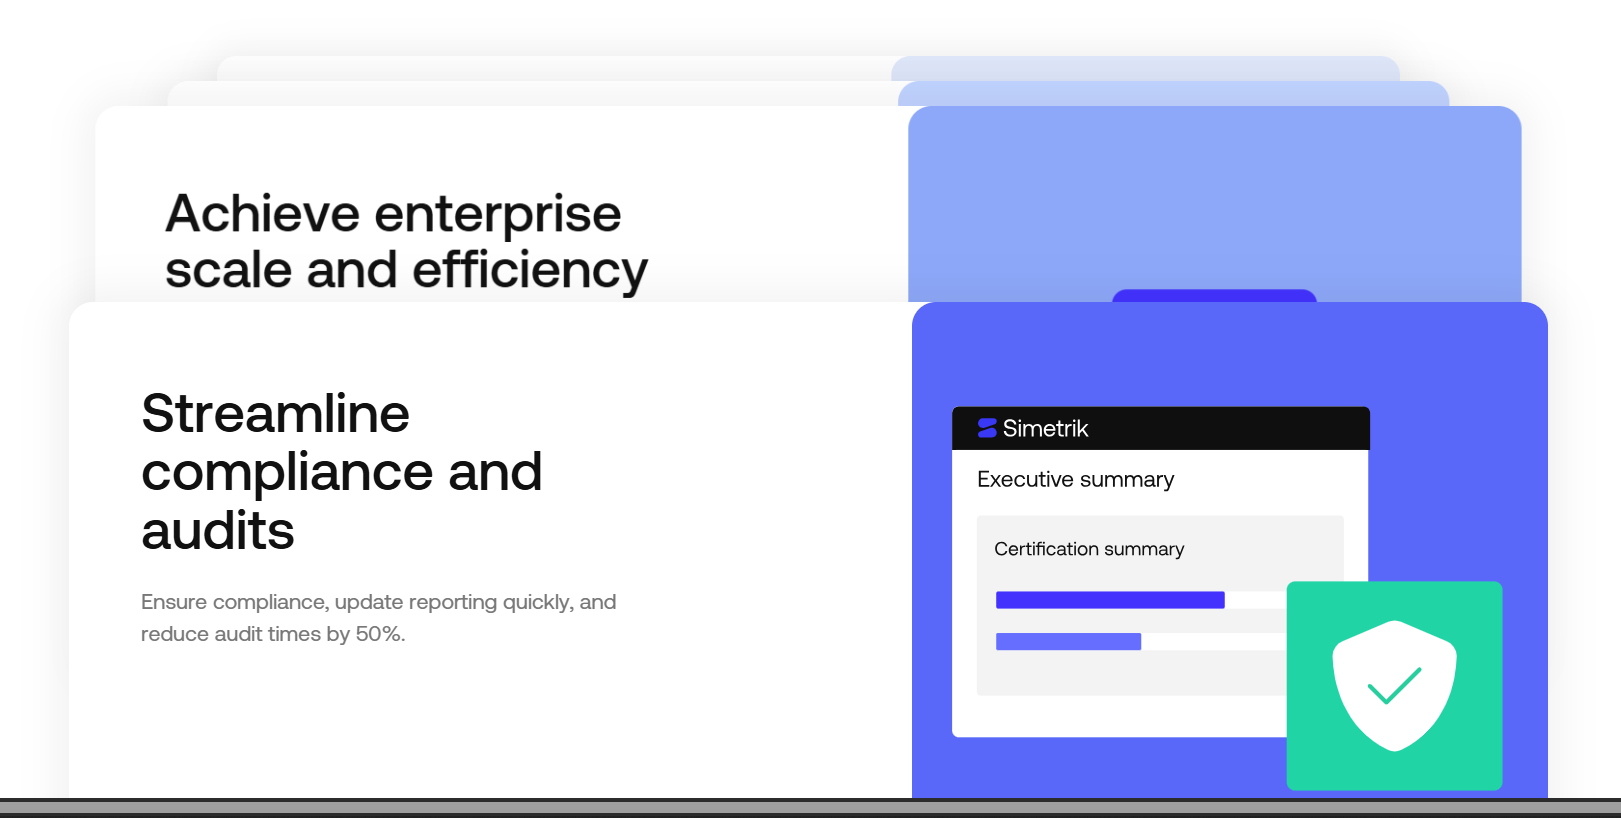 Achieve enterprise
scale and efficiency
Streamline
compliance and
audits
Ensure compliance, update reporting quickly, and
reduce audit times by 50%.
Simetrik
Executive summary
Certification summary